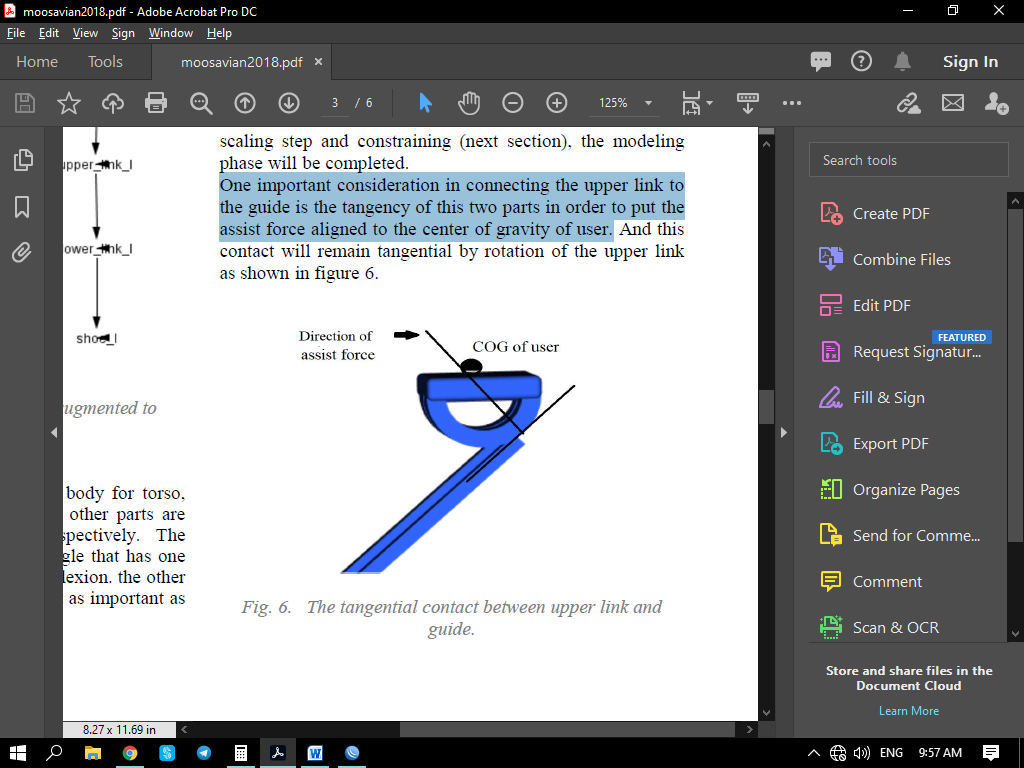 moosavian2018.pdf - Adobe Acrobat Pro DC
File Edit View Sign Window Help
Home Tools moosavian2018.pdf × Sign In
3 / 6 125%
upper_link_l
lower_link_l
shoe_l
augmented to
body for torso,
other parts are
spectively. The
gle that has one
lexion. the other
as important as
scaling step and constraining (next section), the modeling
phase will be completed.
One important consideration in connecting the upper link to
the guide is the tangency of this two parts in order to put the
assist force aligned to the center of gravity of user. And this
contact will remain tangential by rotation of the upper link
as shown in figure 6.
Direction of
assist force
COG of user
Fig. 6. The tangential contact between upper link and
guide.
8.27 x 11.69 in
Search tools
Create PDF
Combine Files
Edit PDF
FEATURED
Request Signatur...
Fill & Sign
Export PDF
Organize Pages
Send for Comme...
Comment
Scan & OCR
Store and share files in the
Document Cloud
Learn More
ENG 9:57 AM